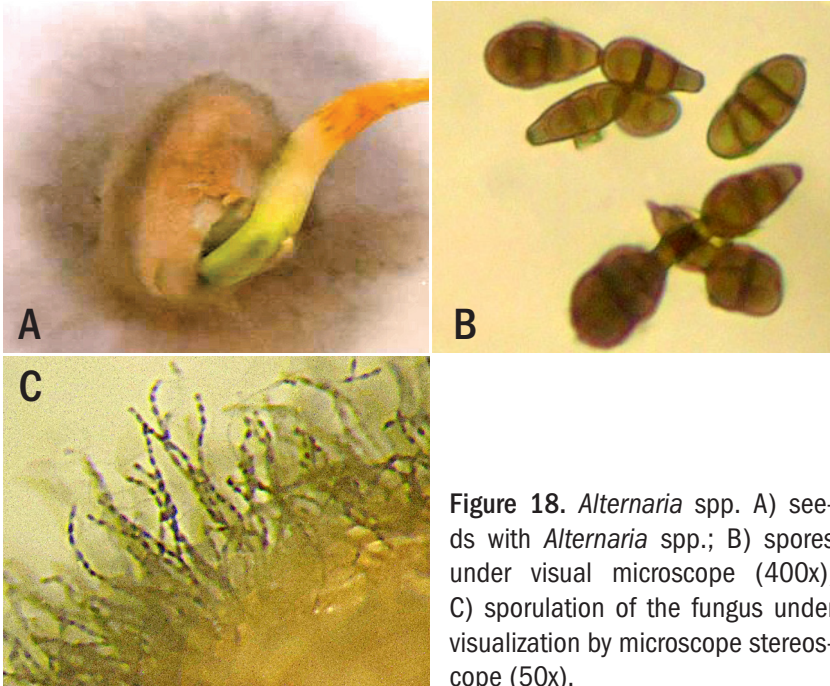 A
B
C
Figure 18. Alternaria spp. A) see-
ds with Alternaria spp.; B) spores
under visual microscope (400x)
C) sporulation of the fungus under
visualization by microscope stereos-
cope (50x).